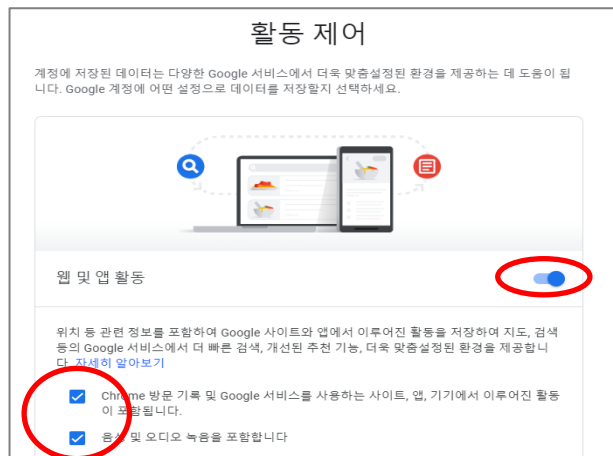 활동 제어
계정에 저장된 데이터는 다양한 Google 서비스에서 더욱 맞춤설정된 환경을 제공하는 데 도움이 됩
니다. Google 계정에 어떤 설정으로 데이터를 저장할지 선택하세요.
웹 및 앱 활동
위치 등 관련 정보를 포함하여 Google 사이트와 앱에서 이루어진 활동을 저장하여 지도, 검색
등의 Google 서비스에서 더 빠른 검색, 개선된 추천 기능, 더욱 맞춤설정된 환경을 제공합니
다. 자세히 알아보기
Chrome 방문 기록 및 Google 서비스를 사용하는 사이트, 앱, 기기에서 이루어진 활동
이 포함됩니다.
음성 및 오디오 녹음을 포함합니다